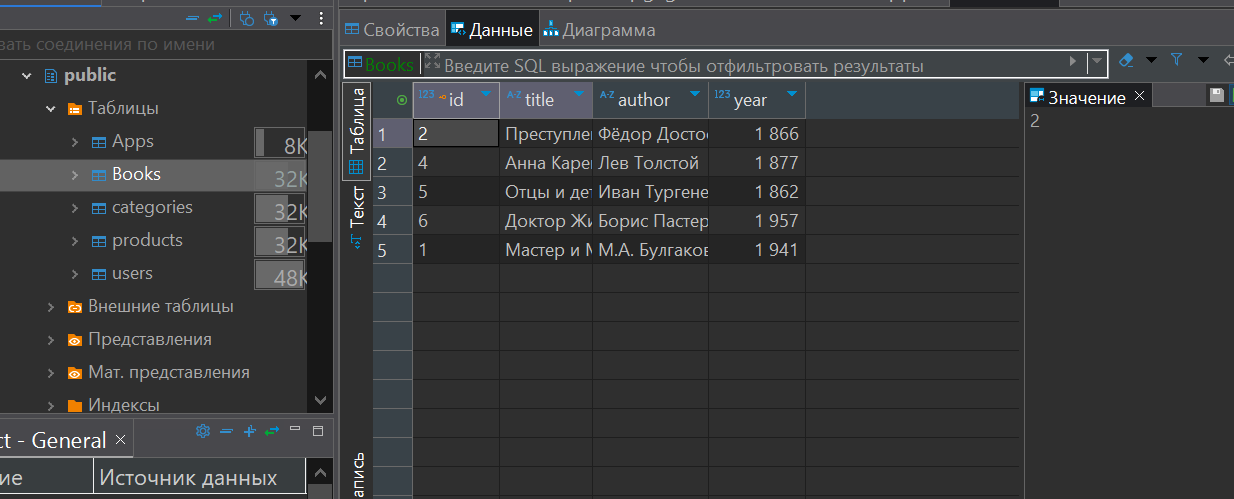 Свойства Данные Диаграмма
вать соединения по имени
Books Введите SQL выражение чтобы отфильтровать результаты
public
Таблицы
Apps 8K
Books 32K
categories 32K
products 32K
users 48K
Внешние таблицы
Представления
Мат. представления
Индексы
ct - General
ие Источник данных
Таблица
Текст
апись
123 id A-Z title A-Z author 123 year
1 2 Преступле Фёдор Достое 1 866
2 4 Анна Карен Лев Толстой 1 877
3 5 Отцы и дет Иван Тургене 1 862
4 6 Доктор Жи Борис Пастер 1 957
5 1 Мастер и М М.А. Булгаков 1 941
Значение
2